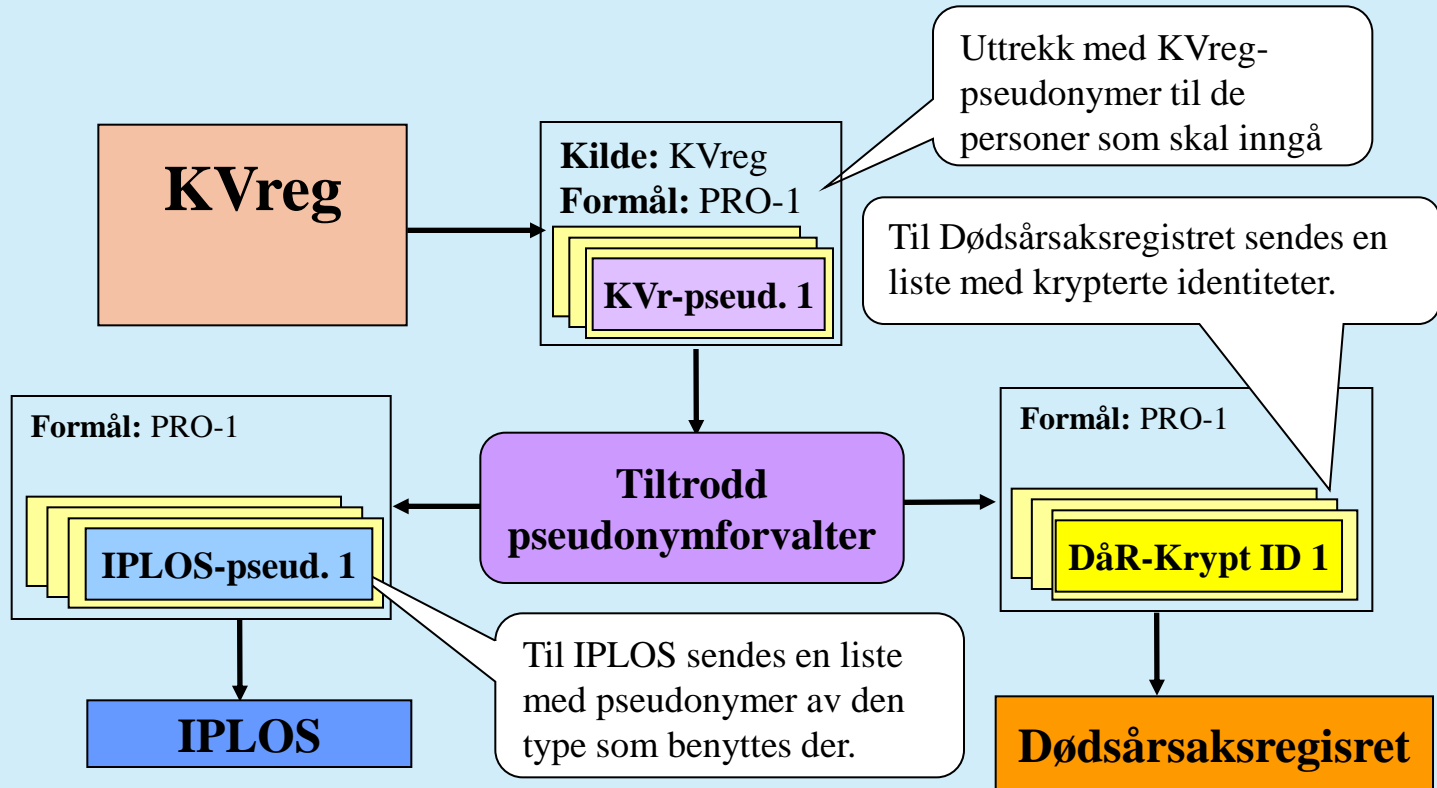 Uttrekk med KVreg-
pseudonymer til de
personer som skal inngå
KVreg
Kilde: KVreg
Formål: PRO-1
KVr-pseud. 1
Til Dødsårsaksregistret sendes en
liste med krypterte identiteter.
Formål: PRO-1
IPLOS-pseud. 1
Tiltrodd
pseudonymforvalter
Formål: PRO-1
DåR-Krypt ID 1
Til IPLOS sendes en liste
med pseudonymer av den
type som benyttes der.
IPLOS
Dødsårsaksregisret